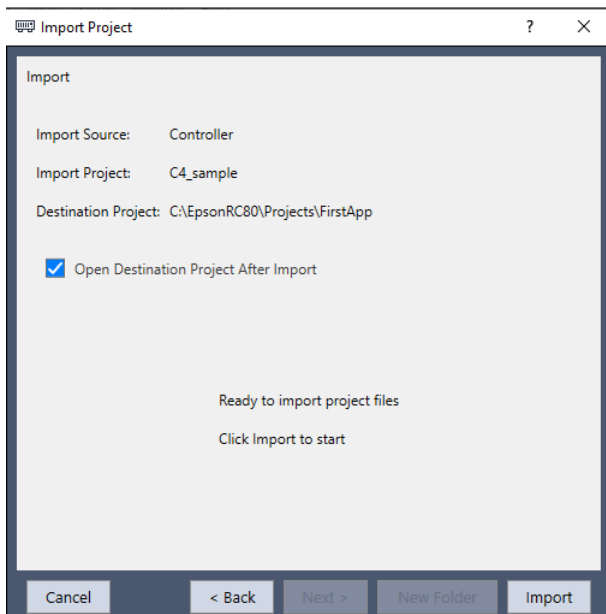 Import Project
?
Import
Import Source: Controller
Import Project: C4_sample
Destination Project: C:\EpsonRC80\Projects\FirstApp
Open Destination Project After Import
Ready to import project files
Click Import to start
Cancel < Back Next > New Folder Import